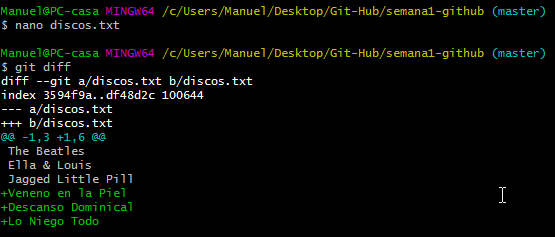 Manuel@PC-casa MINGW64 /c/Users/Manuel/Desktop/Git-Hub/semana1-github (master)
$ nano discos.txt
Manuel@PC-casa MINGW64 /c/Users/Manuel/Desktop/Git-Hub/semana1-github (master)
$ git diff
diff --git a/discos.txt b/discos.txt
index 3594f9a..df48d2c 100644
--- a/discos.txt
+++ b/discos.txt
@@ -1,3 +1,6 @@
 The Beatles
 Ella & Louis
 Jagged Little Pill
+Veneno en la Piel
+Descanso Dominical
+Lo Niego Todo